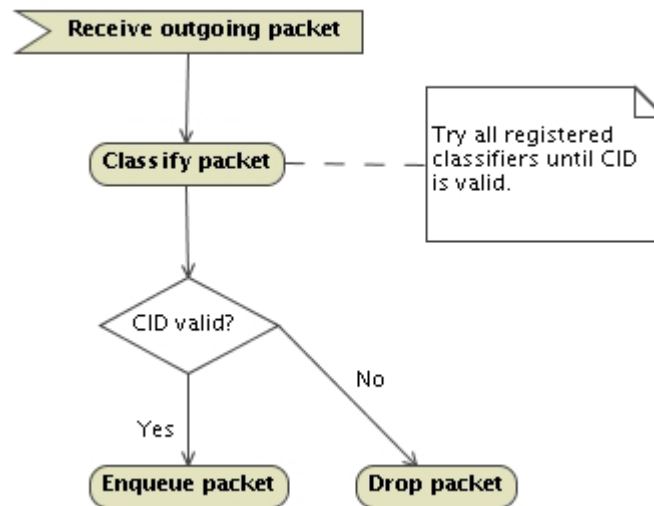 Receive outgoing packet
Classify packet
Try all registered
classifiers until CID
is valid.
CID valid?
No
Yes
Enqueue packet
Drop packet